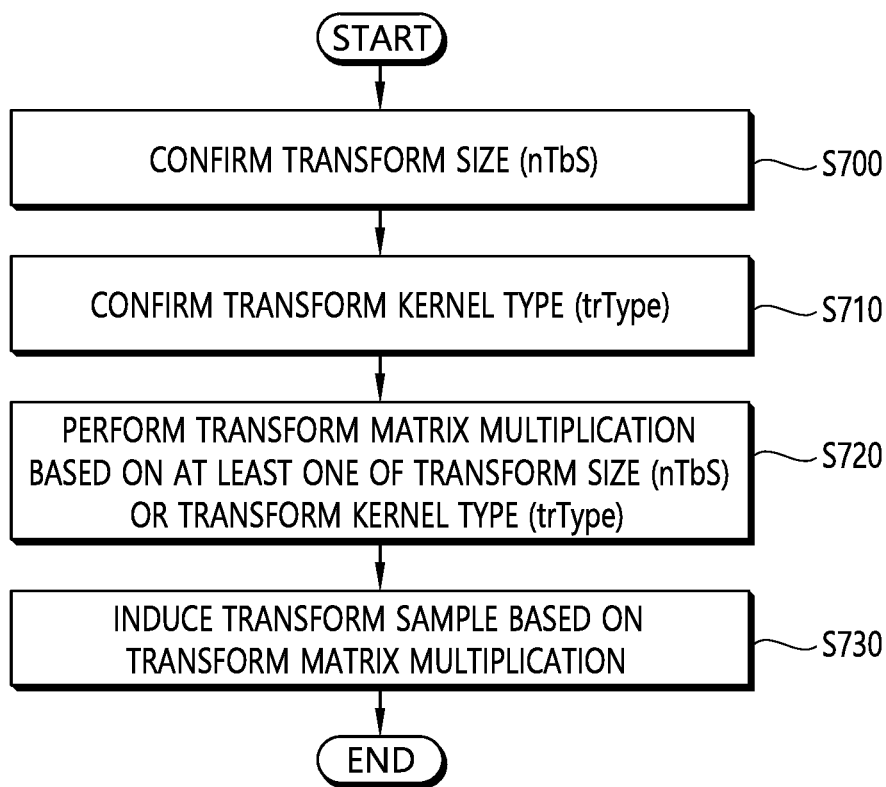 START
CONFIRM TRANSFORM SIZE (nTbS)
S700
CONFIRM TRANSFORM KERNEL TYPE (trType)
S710
PERFORM TRANSFORM MATRIX MULTIPLICATION
BASED ON AT LEAST ONE OF TRANSFORM SIZE (nTbS)
OR TRANSFORM KERNEL TYPE (trType)
S720
INDUCE TRANSFORM SAMPLE BASED ON
TRANSFORM MATRIX MULTIPLICATION
S730
END